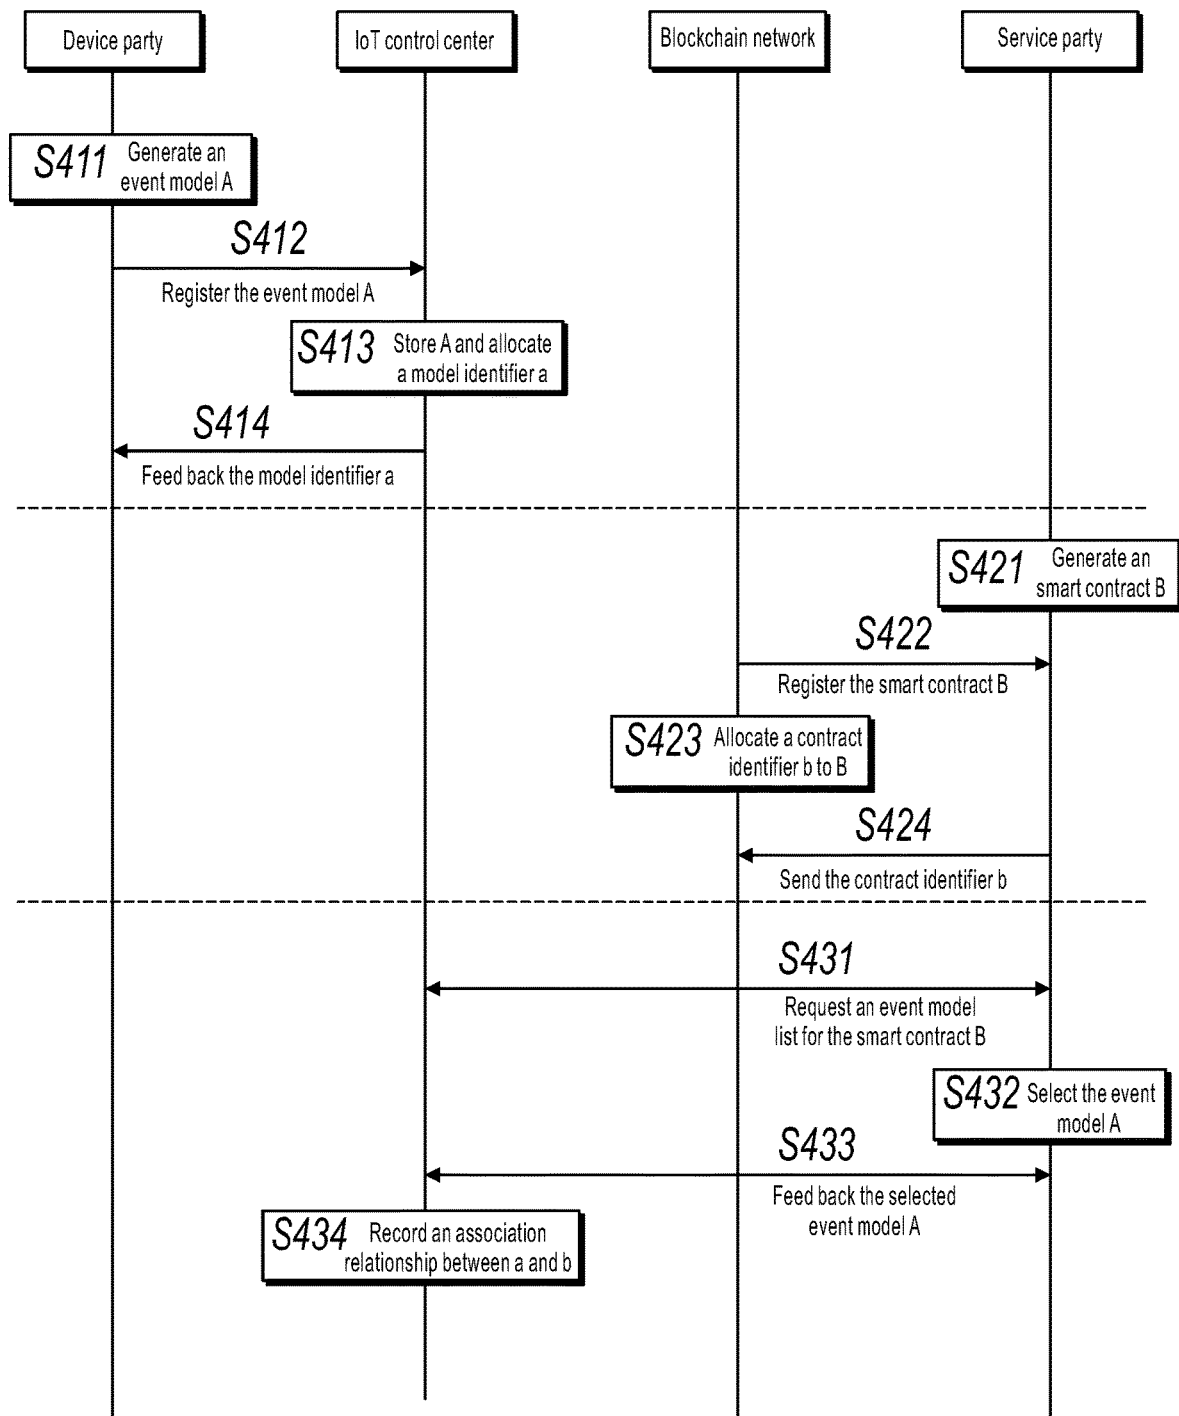 Device party
IoT control center
Blockchain network
Service party
S411
Generate an
event model A
S412
Register the event model A
S413
Store A and allocate
a model identifier a
S414
Feed back the model identifier a
S421
Generate an
smart contract B
S422
Register the smart contract B
S423
Allocate a contract
identifier b to B
S424
Send the contract identifier b
S431
Request an event model
list for the smart contract B
S432
Select the event
model A
S433
Feed back the selected
event model A
S434
Record an association
relationship between a and b